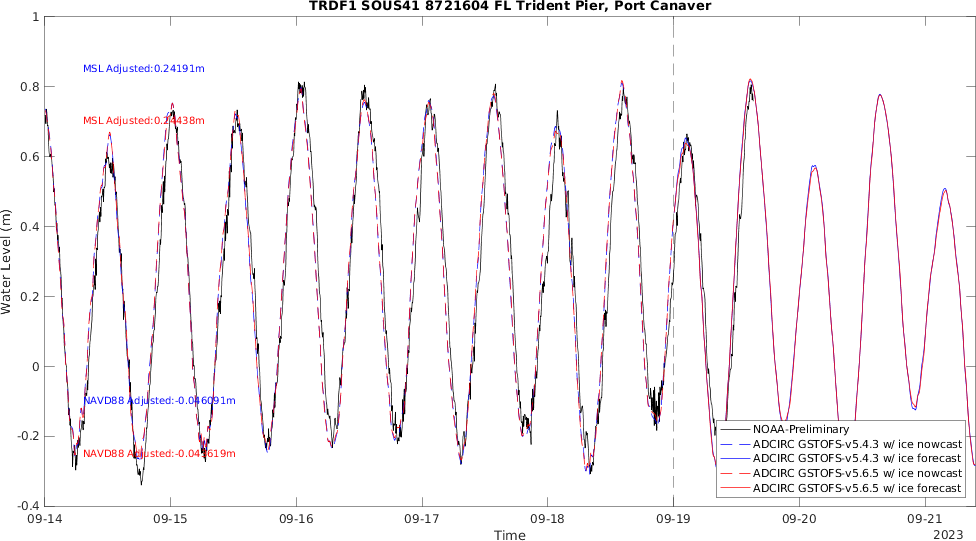 TRDF1 SOUS41 8721604 FL Trident Pier, Port Canaver
1
0.8
0.6
0.4
0.2
0
-0.2
-0.4
Water Level (m)
MSL Adjusted:0.24191m
MSL Adjusted:0.24438m
NAVD88 Adjusted:-0.046091m
NOAA-Preliminary
ADCIRC GSTOFS-v5.4.3 w/ ice nowcast
ADCIRC GSTOFS-v5.4.3 w/ ice forecast
ADCIRC GSTOFS-v5.6.5 w/ ice nowcast
ADCIRC GSTOFS-v5.6.5 w/ ice forecast
NAVD88
09-14
09-15
09-16
09-17
09-18
09-19
09-20
09-21
Time
2023